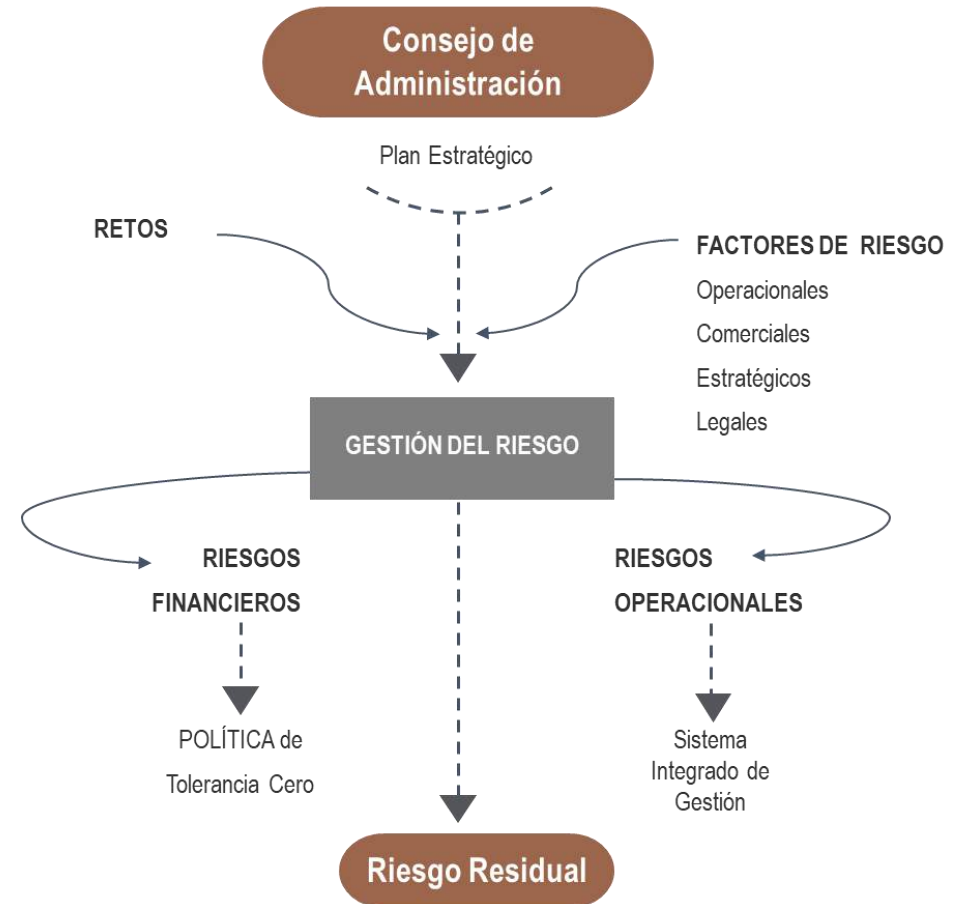 Consejo de
Administración
Plan Estratégico
RETOS
FACTORES DE RIESGO
Operacionales
Comerciales
Estratégicos
Legales
GESTIÓN DEL RIESGO
RIESGOS
FINANCIEROS
RIESGOS
OPERACIONALES
POLÍTICA de
Tolerancia Cero
Sistema
Integrado de
Gestión
Riesgo Residual